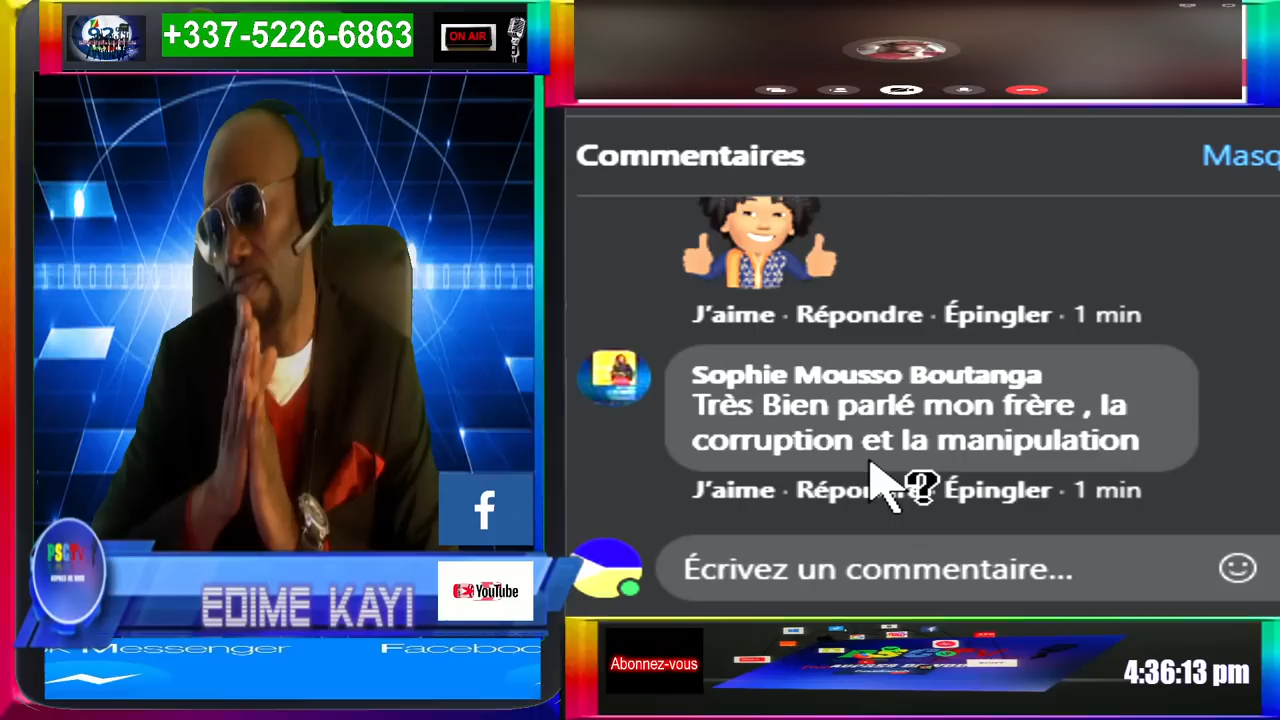 +337-5226-6863
ON AIR
Commentaires
Masq
J'aime · Répondre · Épingler · 1 min
Sophie Mousso Boutanga
Très Bien parlé mon frère , la
corruption et la manipulation
J'aime · Répon Épingler · 1 min
Écrivez un commentaire...
PSCTV
EDIME KAYI
YouTube
k Messenger
Faceboo
Abonnez-vous
4:36:13 pm